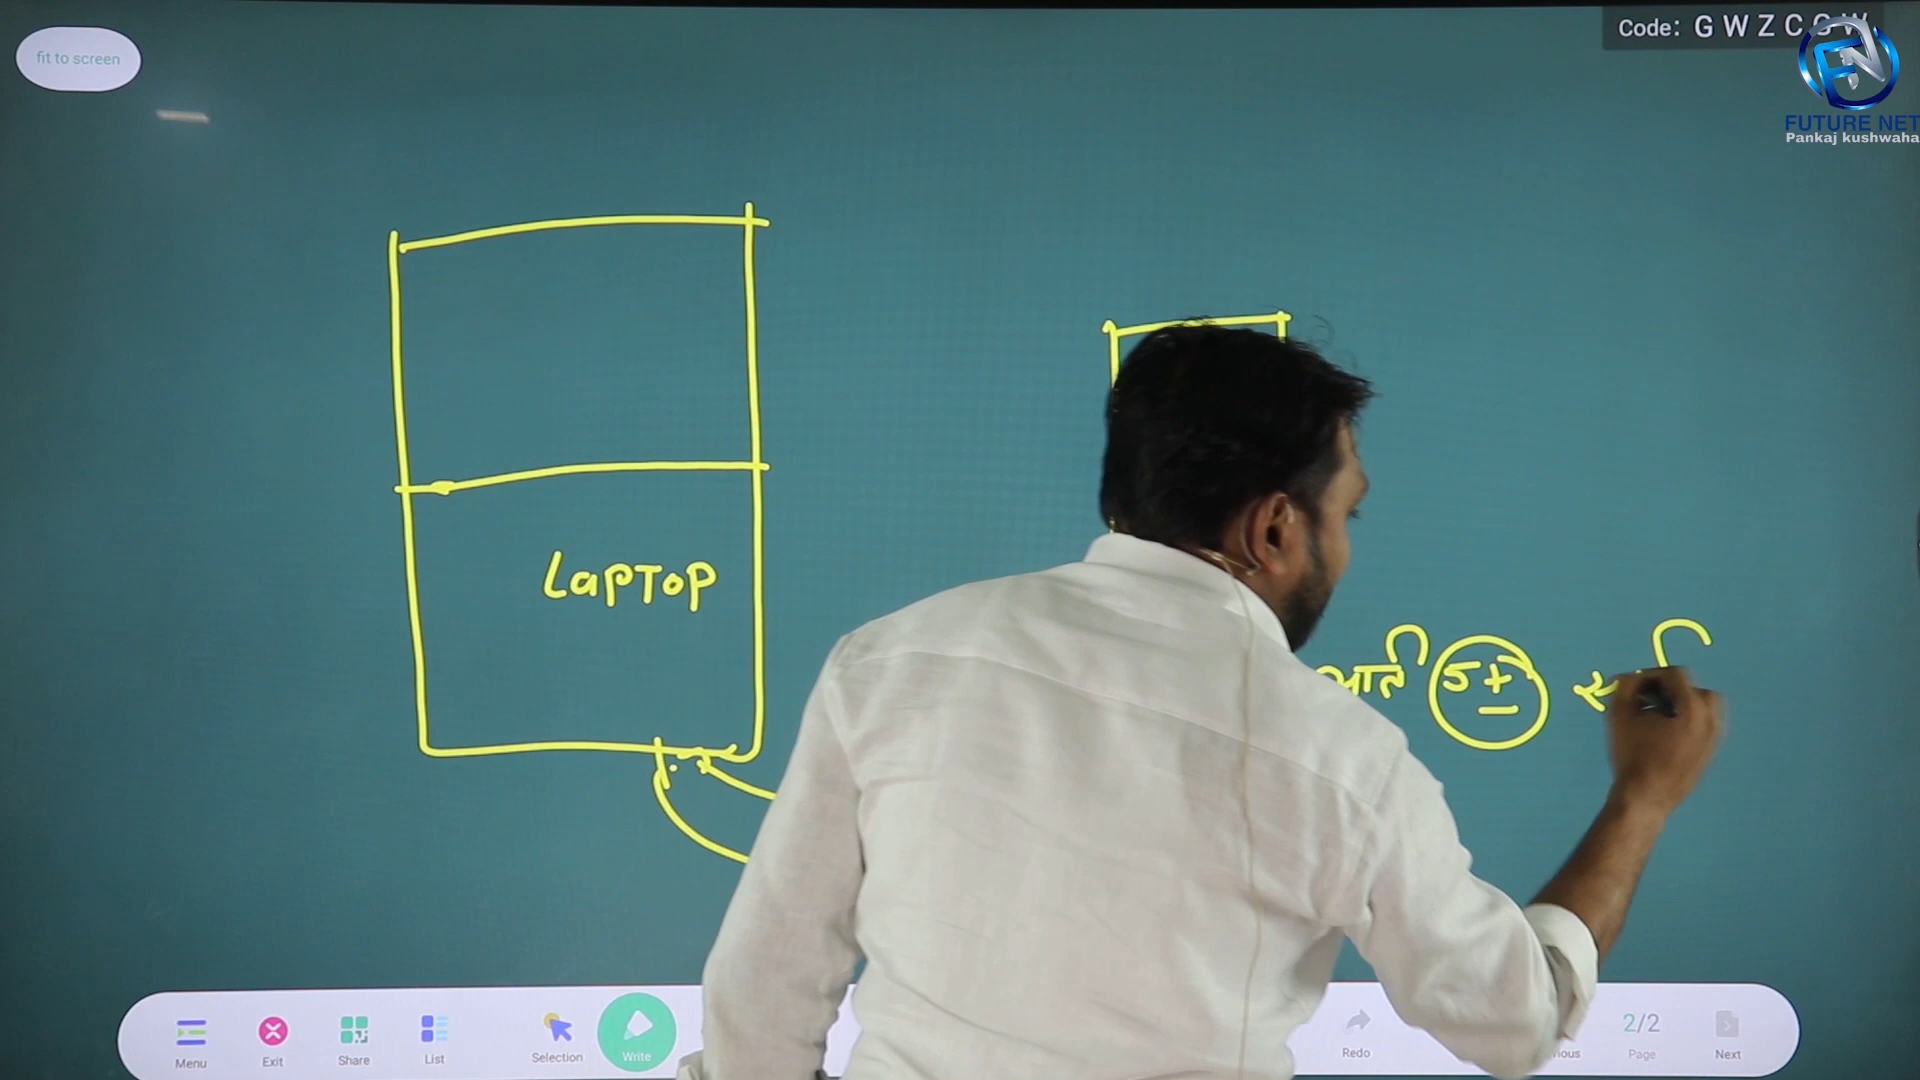 fit to screen
Code: G W Z C G W
FUTURE NET
Pankaj kushwaha
LAPTOP
5+
Menu
Exit
Share
List
Selection
Write
Redo
2/2
Page
Next